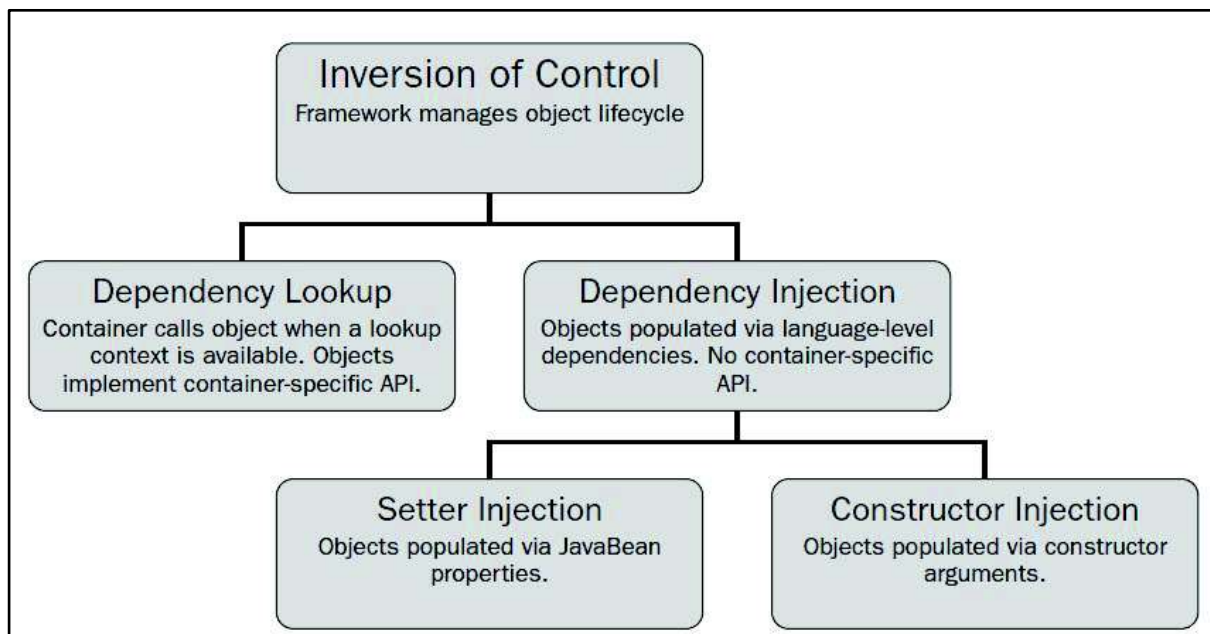 Inversion of Control
Framework manages object lifecycle
Dependency Lookup
Container calls object when a lookup
context is available. Objects
implement container-specific API.
Dependency Injection
Objects populated via language-level
dependencies. No container-specific
API.
Setter Injection
Objects populated via JavaBean
properties.
Constructor Injection
Objects populated via constructor
arguments.